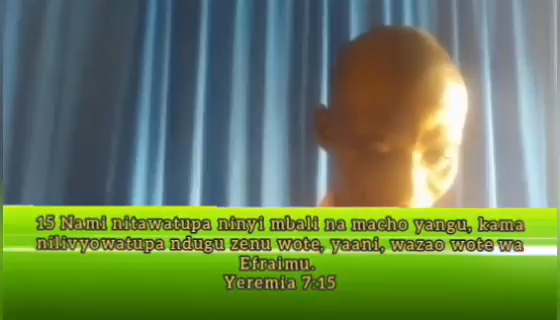 15 Nami nitawatupa ninyi mbali na macho yangu, kama
nilivyowatupa ndugu zenu wote, yaani, wazao wote wa
Efraimu.
Yeremia 7:15